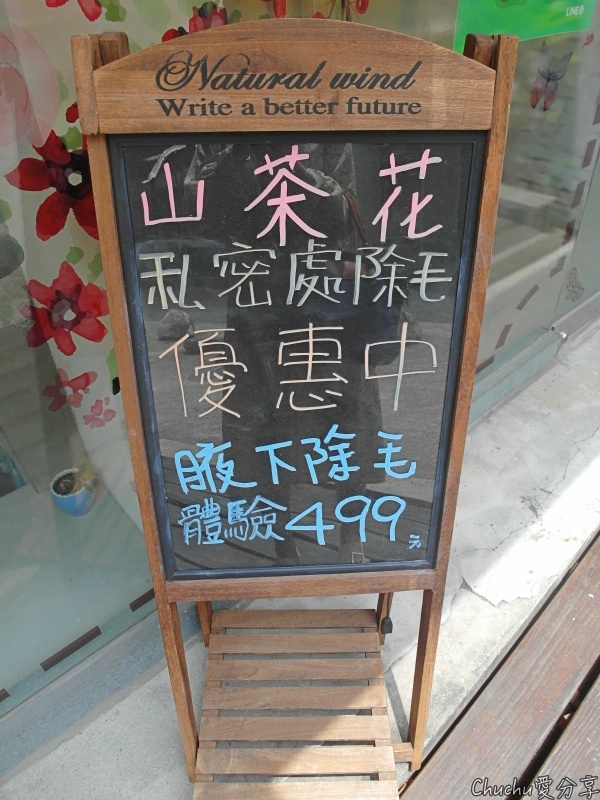 LINE@
Natural wind
Write a better future
山茶花
私密處除毛
優惠中
腋下除毛
體驗499元
Chuchu愛分享